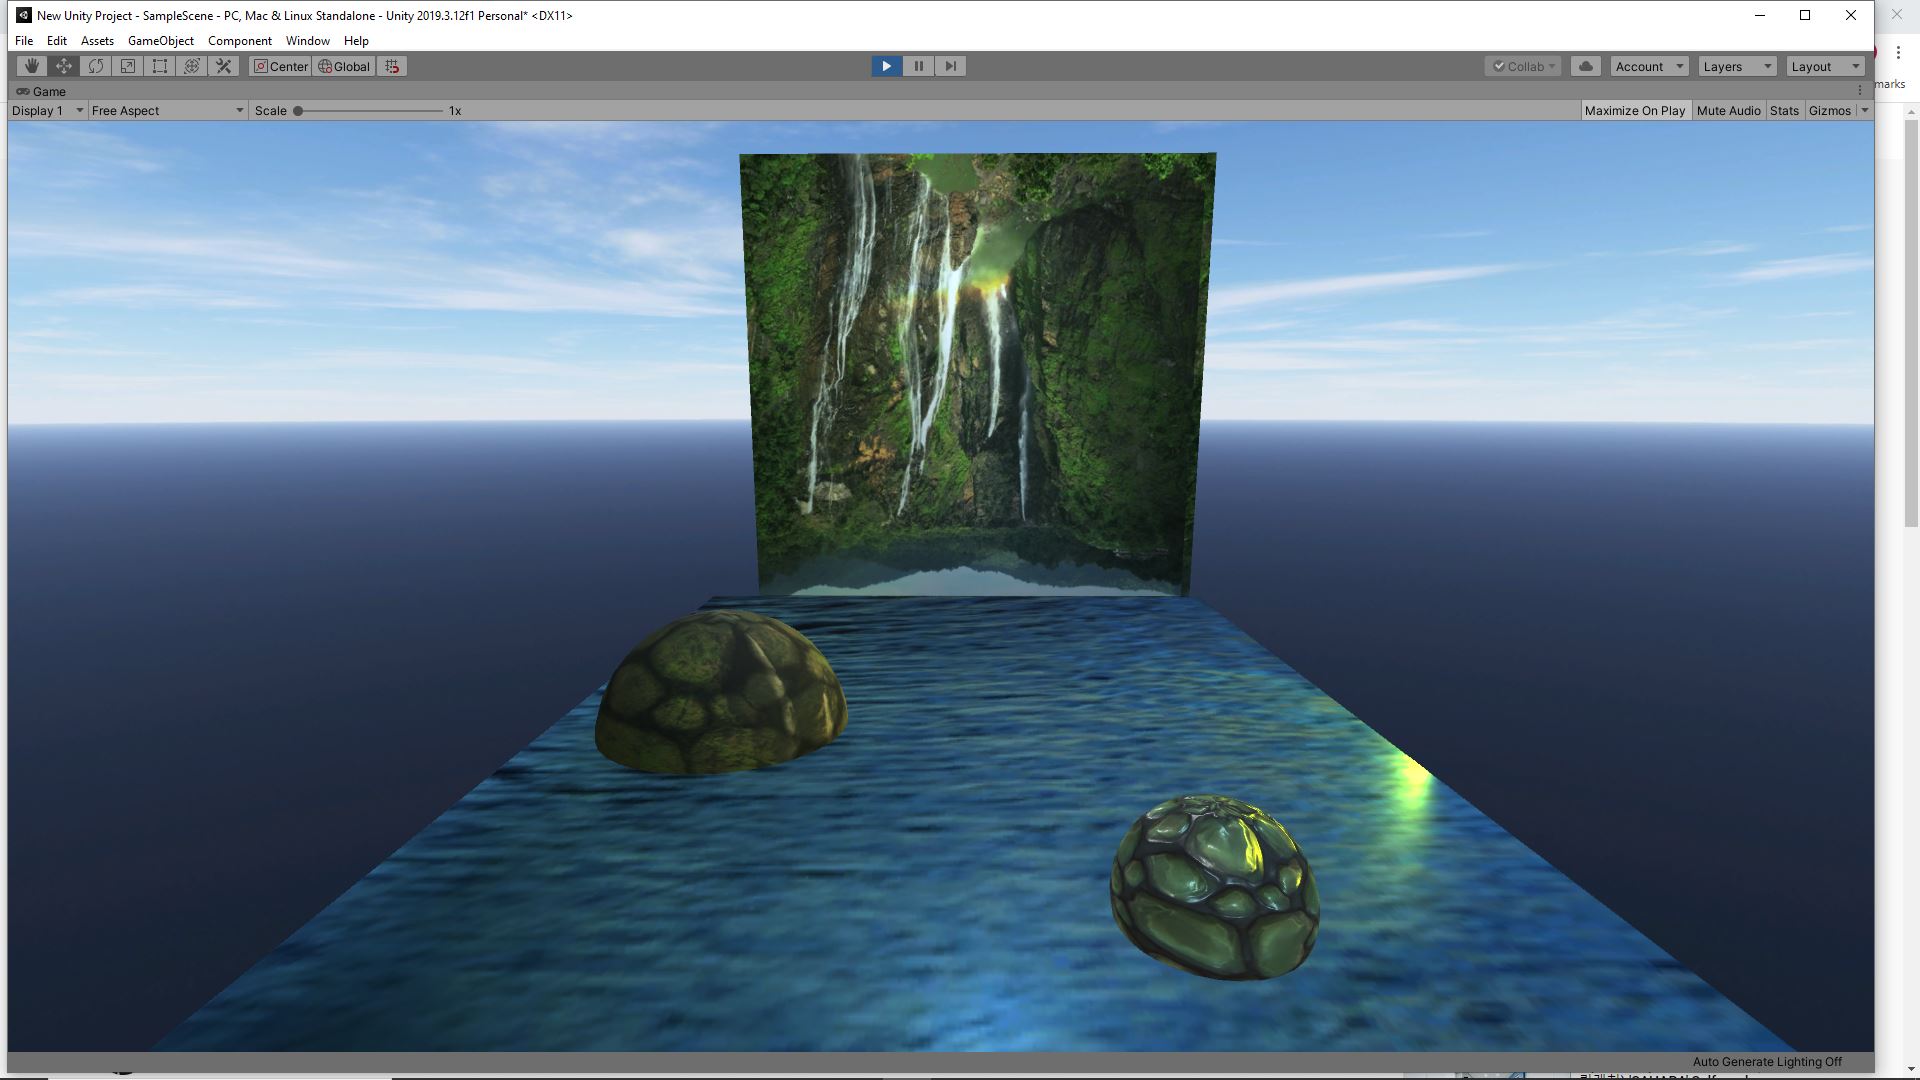 New Unity Project - SampleScene - PC, Mac & Linux Standalone - Unity 2019.3.12f1 Personal* <DX11>
File Edit Assets GameObject Component Window Help
Center Global Collab Account Layers Layout
marks
Game
Display 1 Free Aspect Scale 1x Maximize On Play Mute Audio Stats Gizmos
Auto Generate Lighting Off